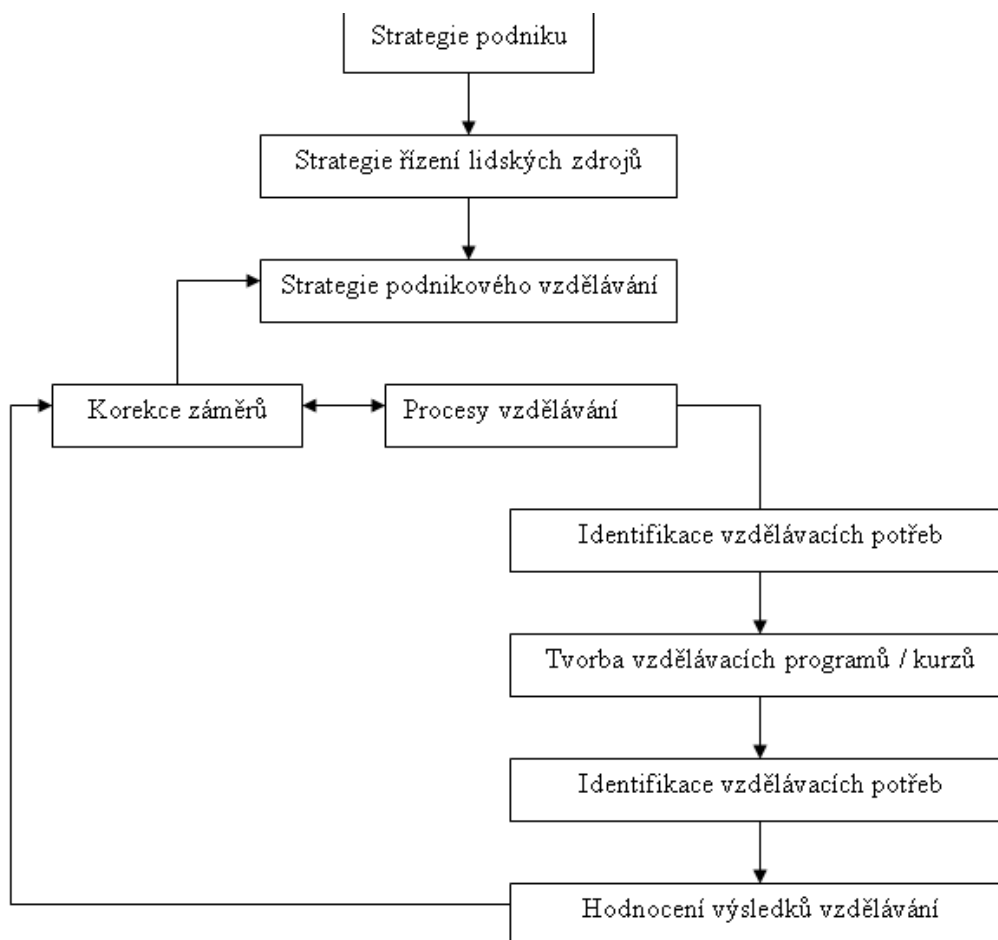 Strategie podniku
Strategie řízení lidských zdrojů
Strategie podnikového vzdělávání
Korekce záměrů
Procesy vzdělávání
Identifikace vzdělávacích potřeb
Tvorba vzdělávacích programů / kurzů
Identifikace vzdělávacích potřeb
Hodnocení výsledků vzdělávání